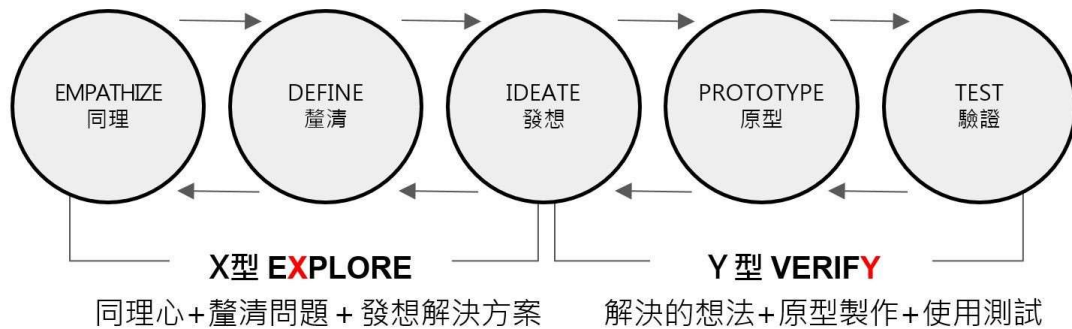 EMPATHIZE
同理
DEFINE
釐清
IDEATE
發想
PROTOTYPE
原型
TEST
驗證
X型 EXPLORE
同理心+釐清問題 + 發想解決方案
Y 型 VERIFY
解決的想法+原型製作+使用測試